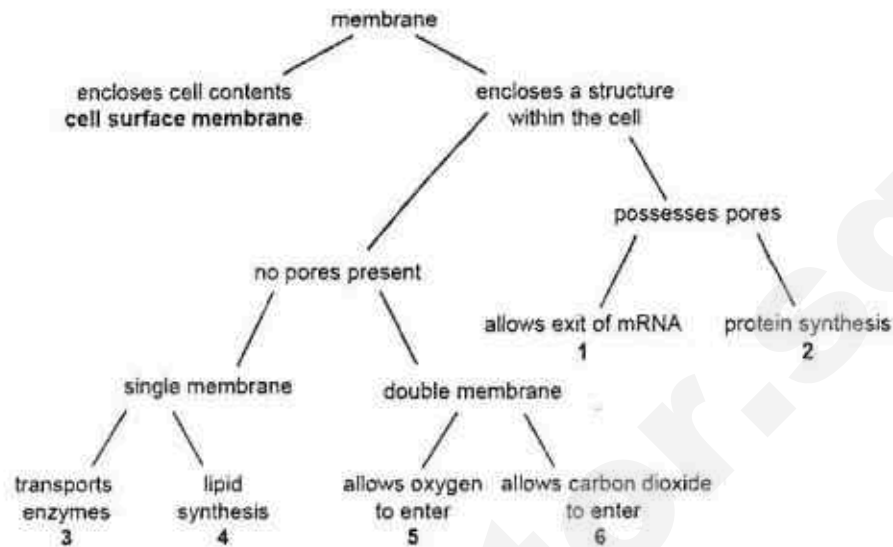 membrane
encloses cell contents
cell surface membrane
encloses a structure
within the cell
possesses pores
no pores present
allows exit of mRNA
1
protein synthesis
2
single membrane
double membrane
transports
enzymes
3
lipid
synthesis
4
allows oxygen
to enter
5
allows carbon dioxide
to enter
6